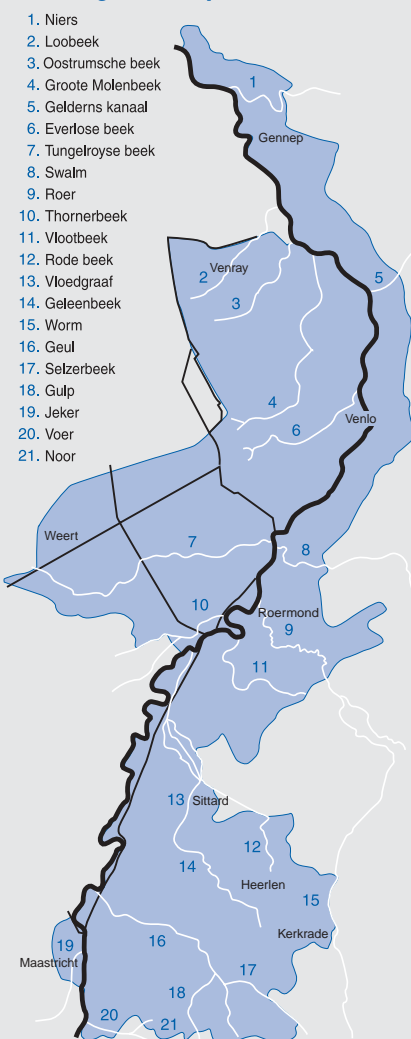 1. Niers
2. Loobeek
3. Oostrumsche beek
4. Groote Molenbeek
5. Gelderns kanaal
6. Everlose beek
7. Tungelroyse beek
8. Swalm
9. Roer
10. Thornerbeek
11. Vlootbeek
12. Rode beek
13. Vloedgraaf
14. Geleenbeek
15. Worm
16. Geul
17. Selzerbeek
18. Gulp
19. Jeker
20. Voer
21. Noor
1
Gennep
Venray
2
3
5
4
Venlo
6
Weert
7
8
10
Roermond
9
11
13 Sittard
12
14
Heerlen
15
Kerkrade
16
19
Maastricht
17
18
20
21